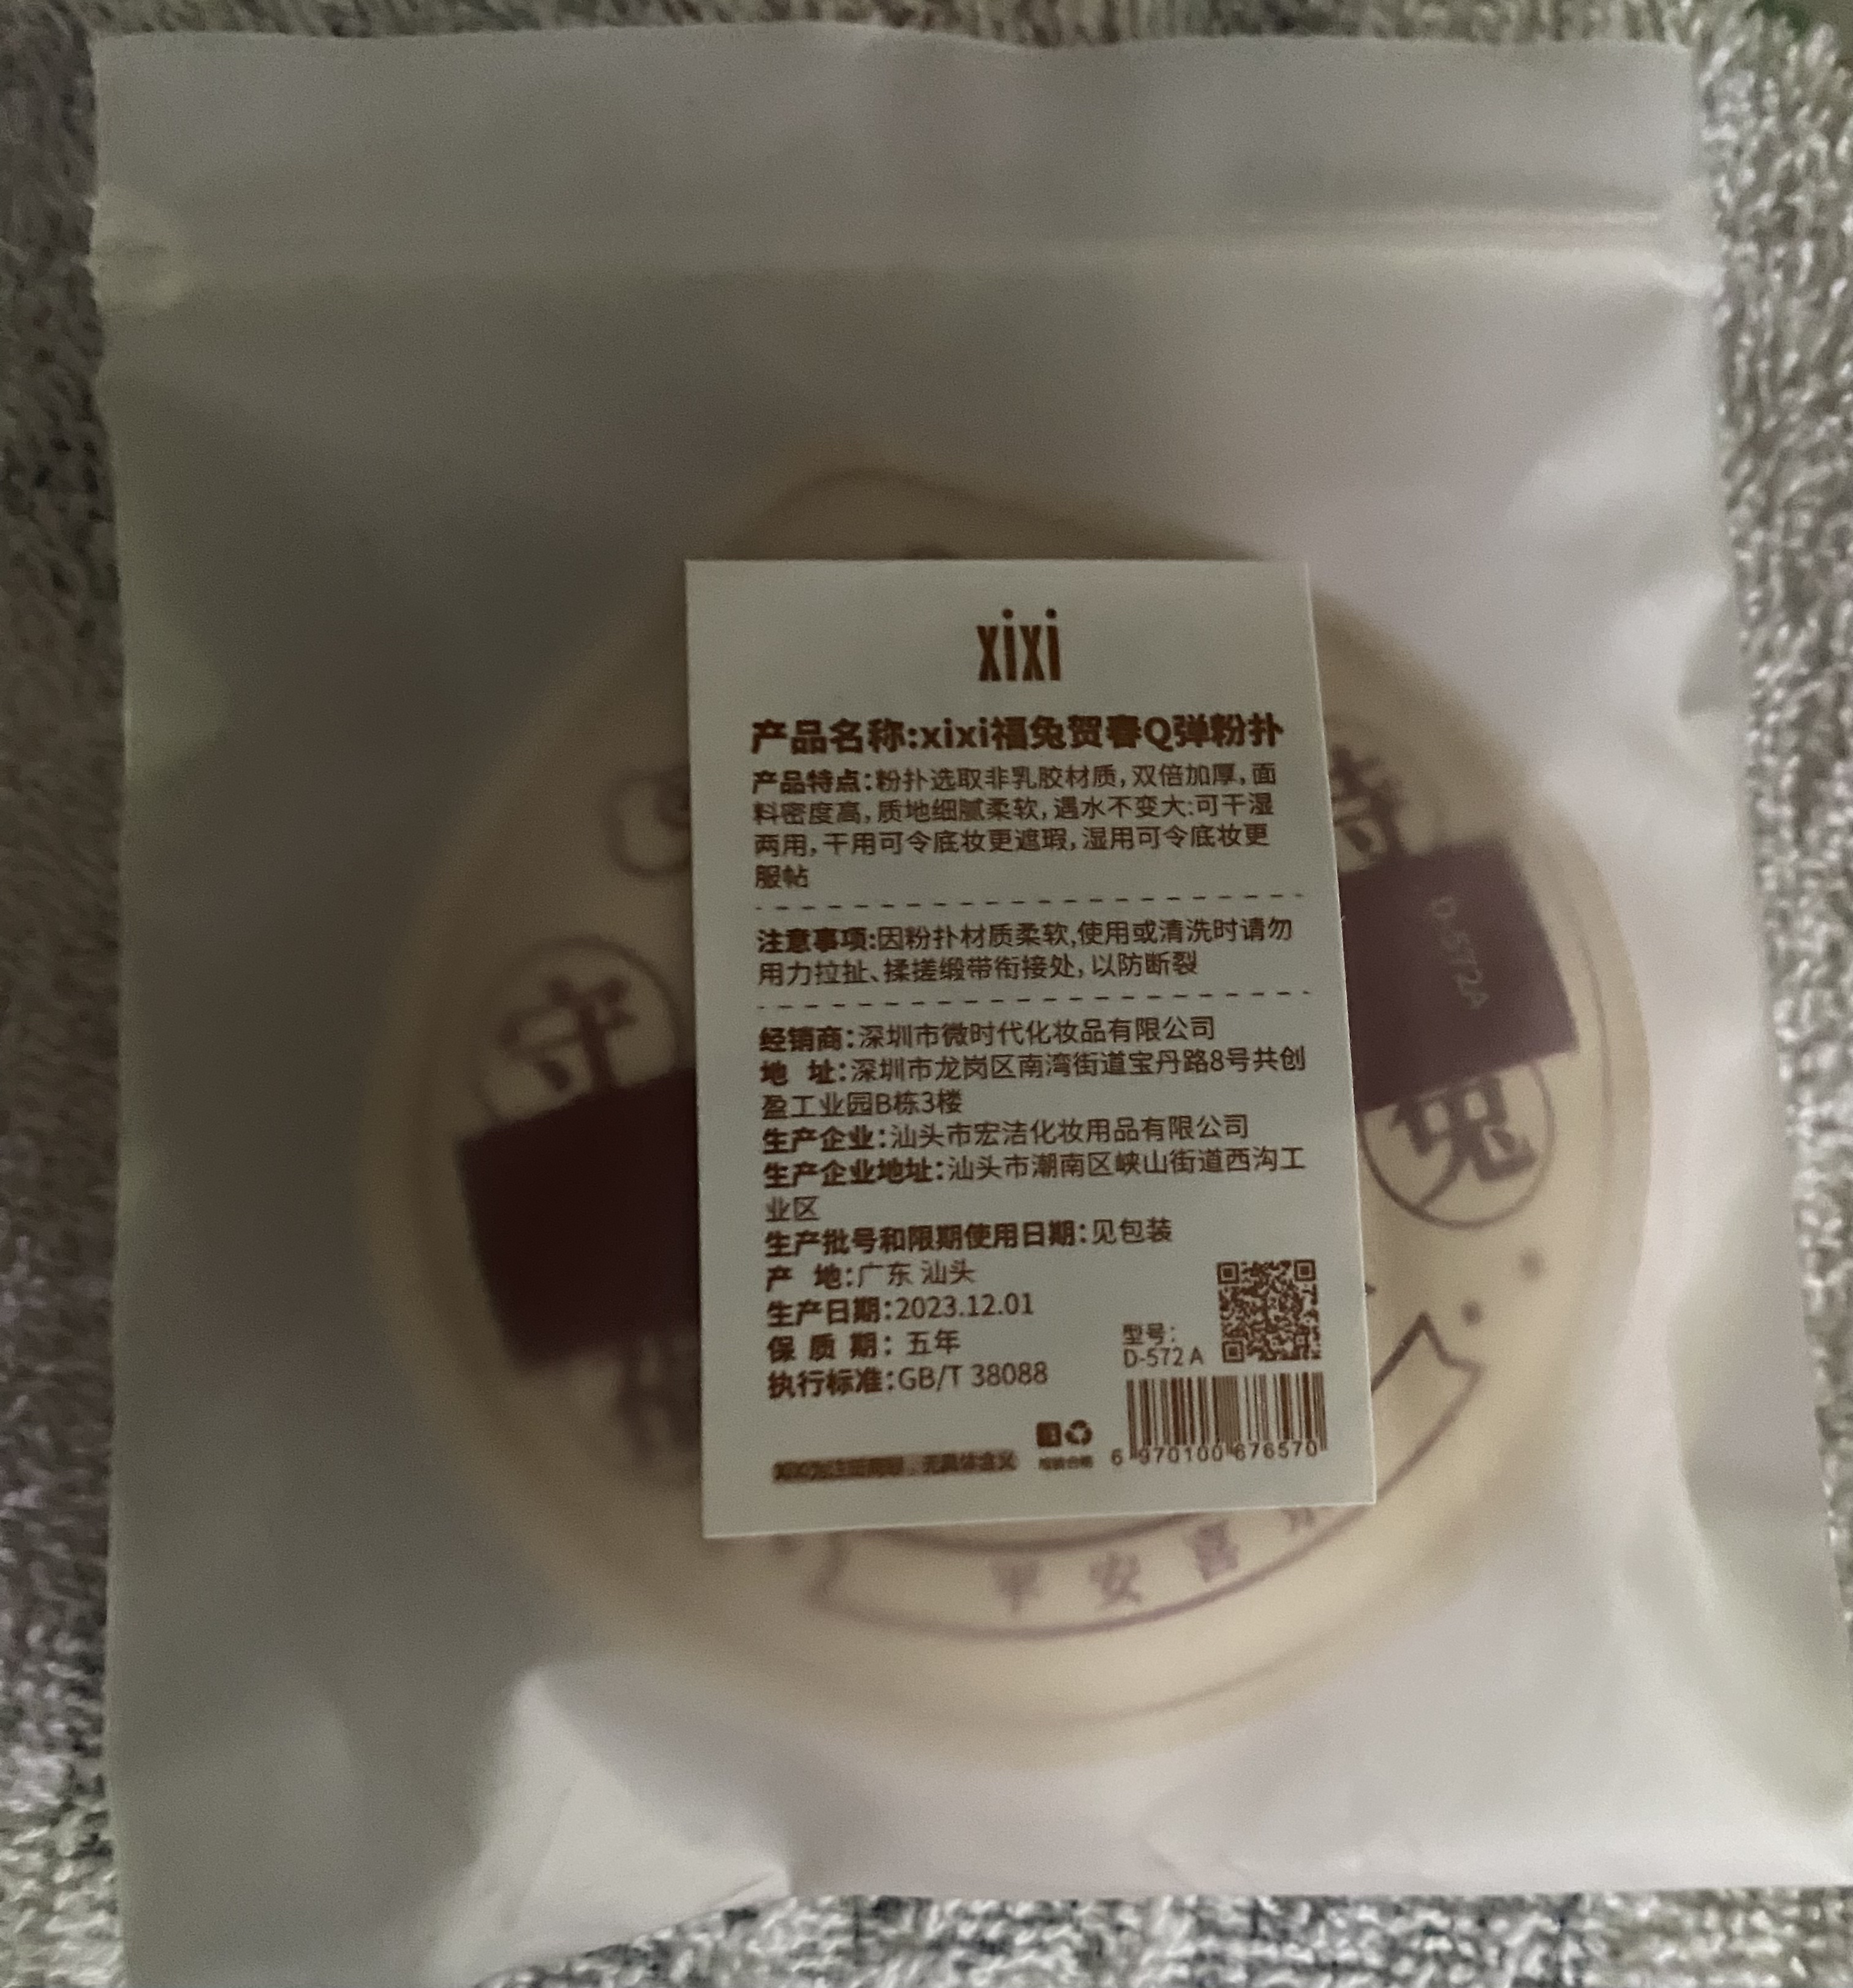 xixi
产品名称:xixi福兔贺春Q弹粉扑
产品特点:粉扑选取非乳胶材质,双倍加厚,面
料密度高,质地细腻柔软,遇水不变大:可干湿
两用,干用可令底妆更遮瑕,湿用可令底妆更
服帖
注意事项:因粉扑材质柔软,使用或清洗时请勿
用力拉扯、揉搓缎带衔接处,以防断裂
经销商:深圳市微时代化妆品有限公司
地 址:深圳市龙岗区南湾街道宝丹路8号共创
盈工业园B栋3楼
生产企业:汕头市宏洁化妆用品有限公司
生产企业地址:汕头市潮南区峡山街道西沟工
业区
生产批号和限期使用日期:见包装
产 地:广东 汕头
生产日期:2023.12.01
保 质 期: 五年
执行标准:GB/T 38088
型号:
D-572 A
6 970100 676570
检验合格
D-572A
守
兔
平安喜